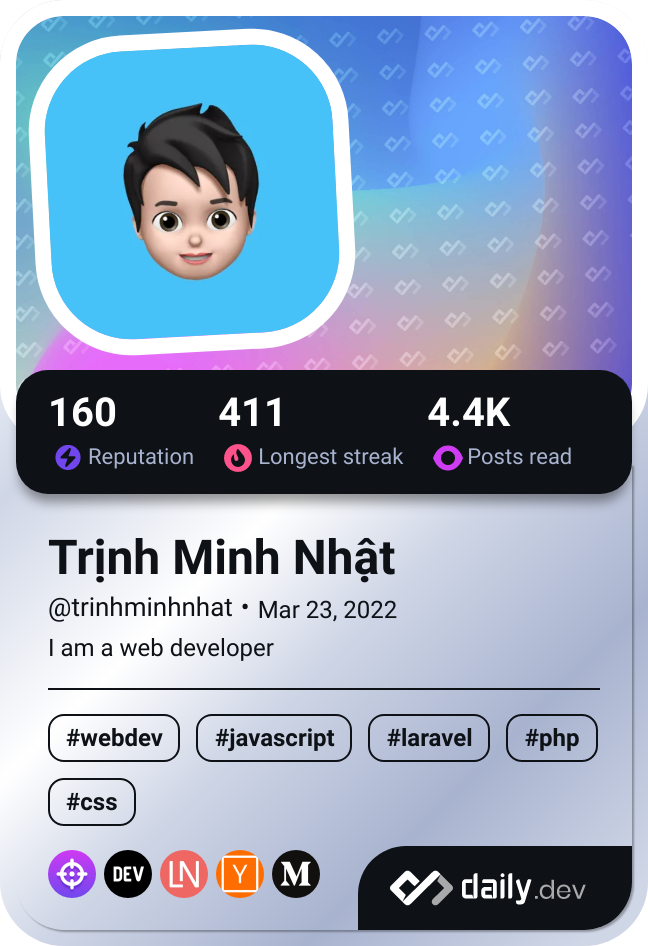 160 411 4.4K
Reputation Longest streak Posts read
Trịnh Minh Nhật
@trinhminhnhat • Mar 23, 2022
I am a web developer
#webdev #javascript #laravel #php
#css
DEV LN Y M daily.dev